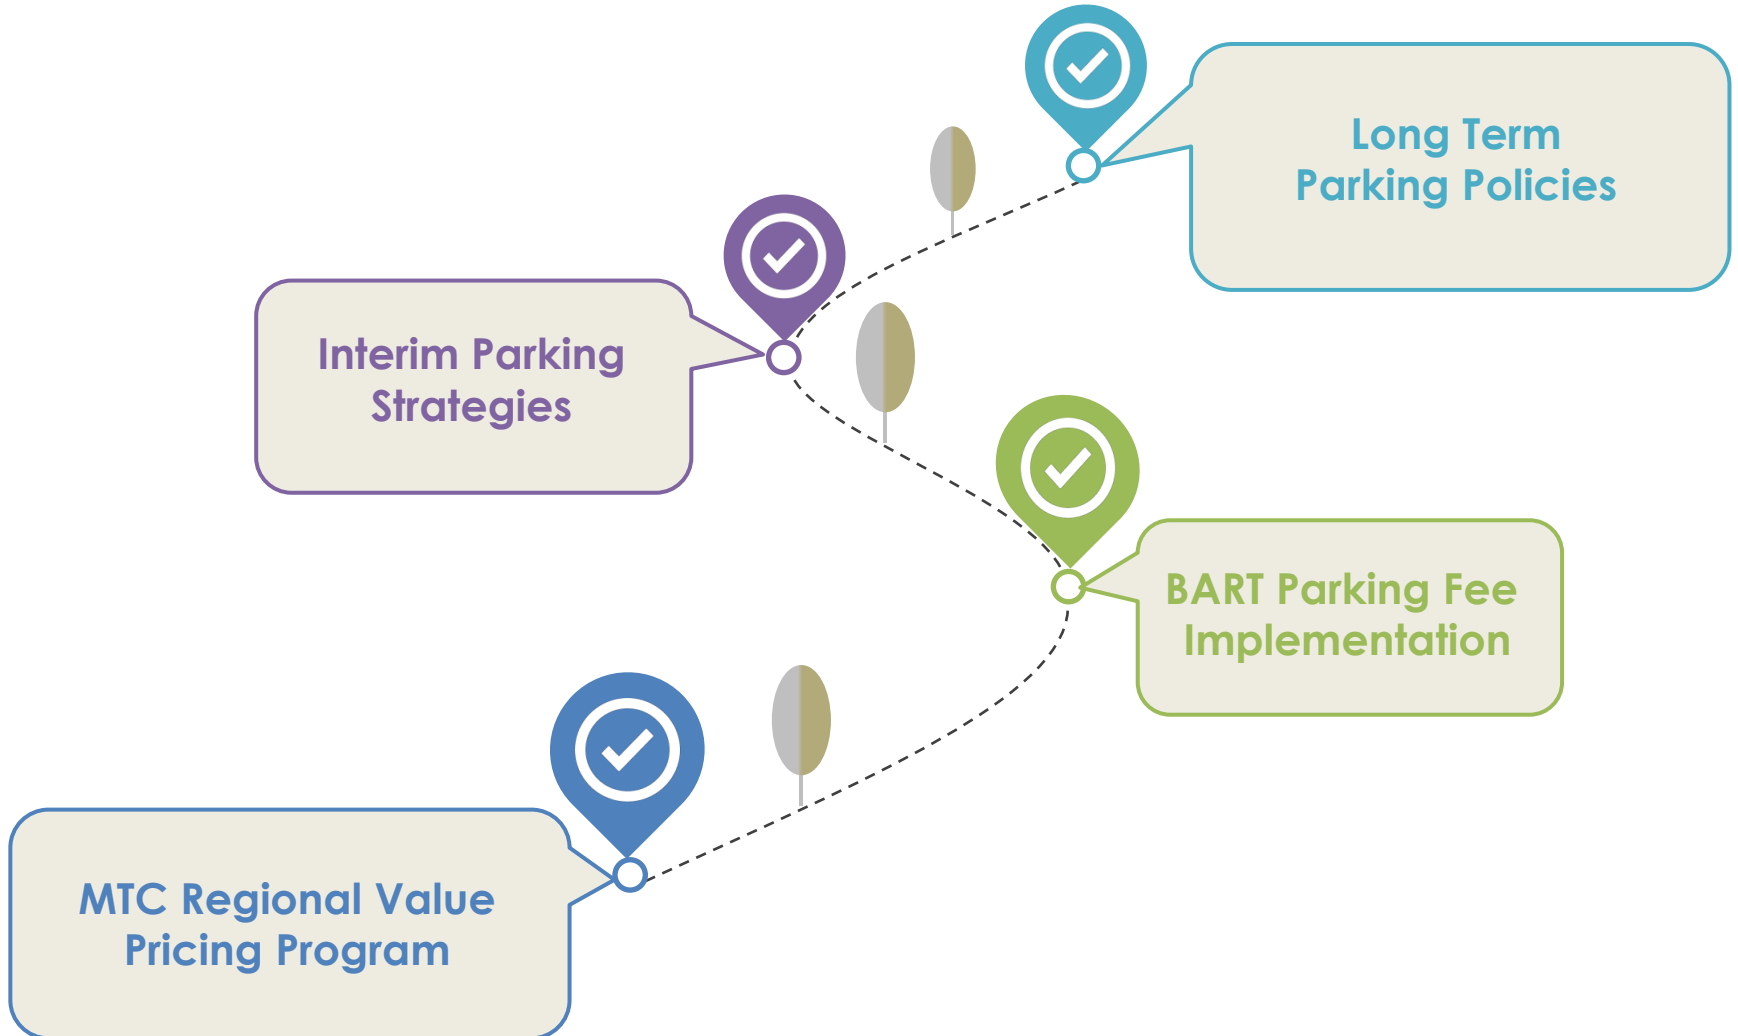 Long Term
Parking Policies
Interim Parking
Strategies
BART Parking Fee
Implementation
MTC Regional Value
Pricing Program